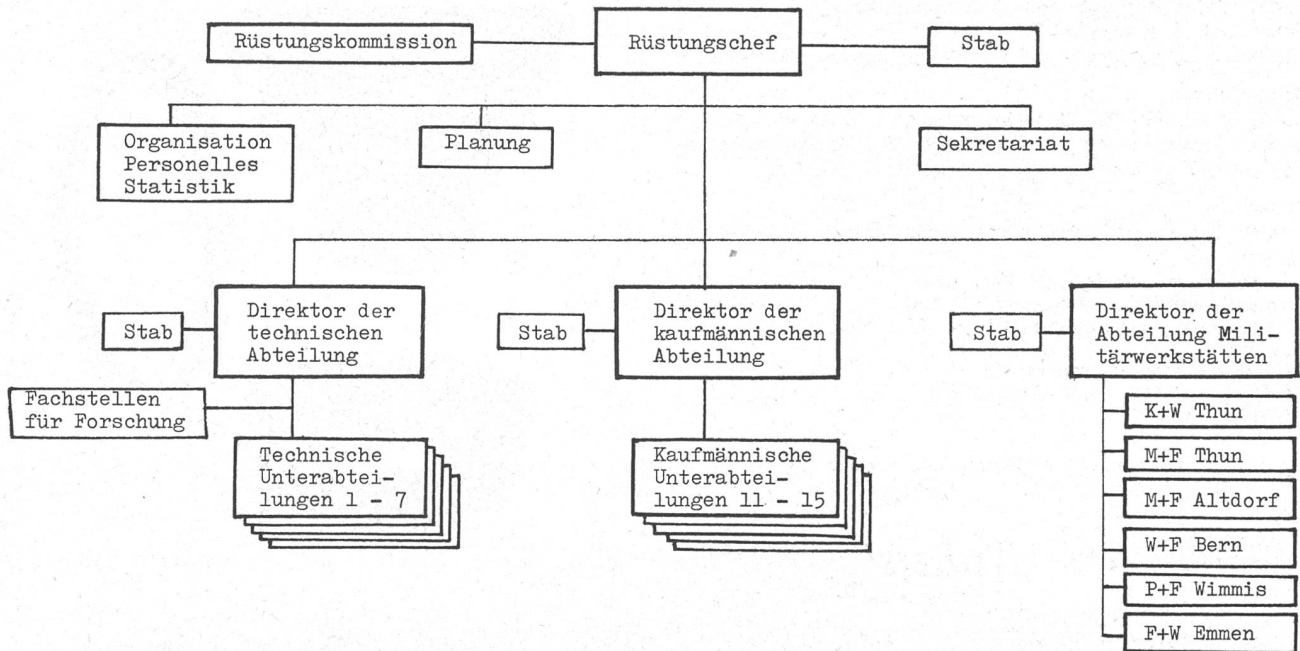 Rüstungskommission
Rüstungschef
Stab
Organisation
Personelles
Statistik
Planung
Sekretariat
Stab
Direktor der
technischen
Abteilung
Stab
Direktor der
kaufmännischen
Abteilung
Stab
Direktor der
Abteilung Mili-
tärwerkstätten
Fachstellen
für Forschung
Technische
Unterabtei-
lungen 1 - 7
Kaufmännische
Unterabtei-
lungen 11 - 15
K+W Thun
M+F Thun
M+F Altdorf
W+F Bern
P+F Wimmis
F+W Emmen